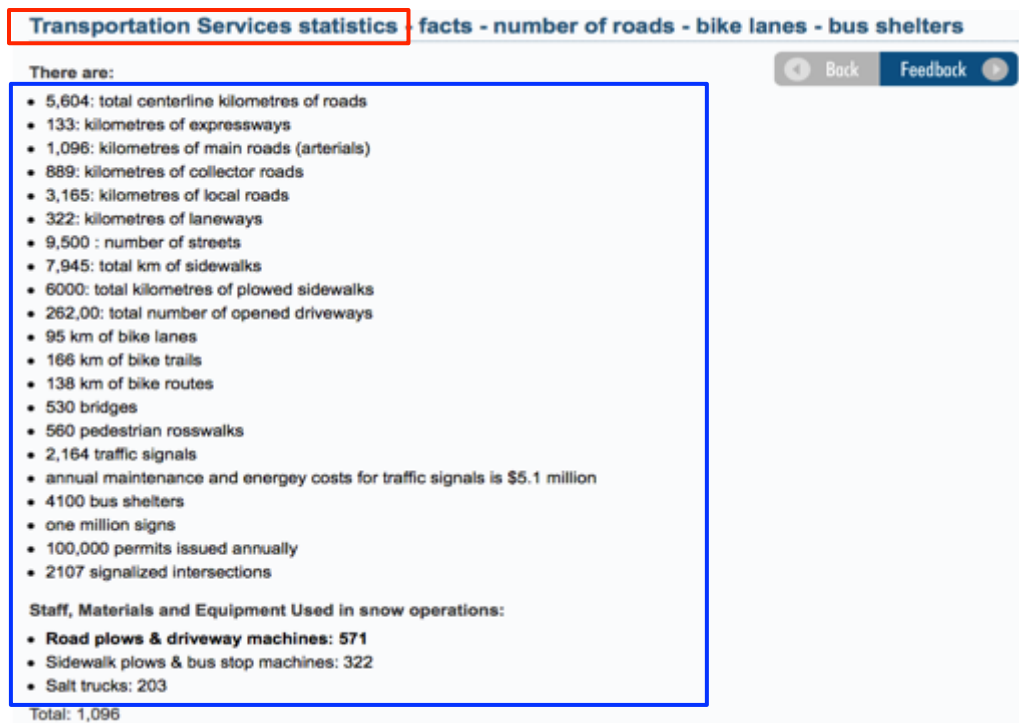 Transportation Services statistics - facts - number of roads - bike lanes - bus shelters
Back Feedback
There are:
• 5,604: total centerline kilometres of roads
• 133: kilometres of expressways
• 1,096: kilometres of main roads (arterials)
• 889: kilometres of collector roads
• 3,165: kilometres of local roads
• 322: kilometres of laneways
• 9,500 : number of streets
• 7,945: total km of sidewalks
• 6000: total kilometres of plowed sidewalks
• 262,00: total number of opened driveways
• 95 km of bike lanes
• 166 km of bike trails
• 138 km of bike routes
• 530 bridges
• 560 pedestrian rosswalks
• 2,164 traffic signals
• annual maintenance and energey costs for traffic signals is $5.1 million
• 4100 bus shelters
• one million signs
• 100,000 permits issued annually
• 2107 signalized intersections
Staff, Materials and Equipment Used in snow operations:
• Road plows & driveway machines: 571
• Sidewalk plows & bus stop machines: 322
• Salt trucks: 203
Total: 1,096